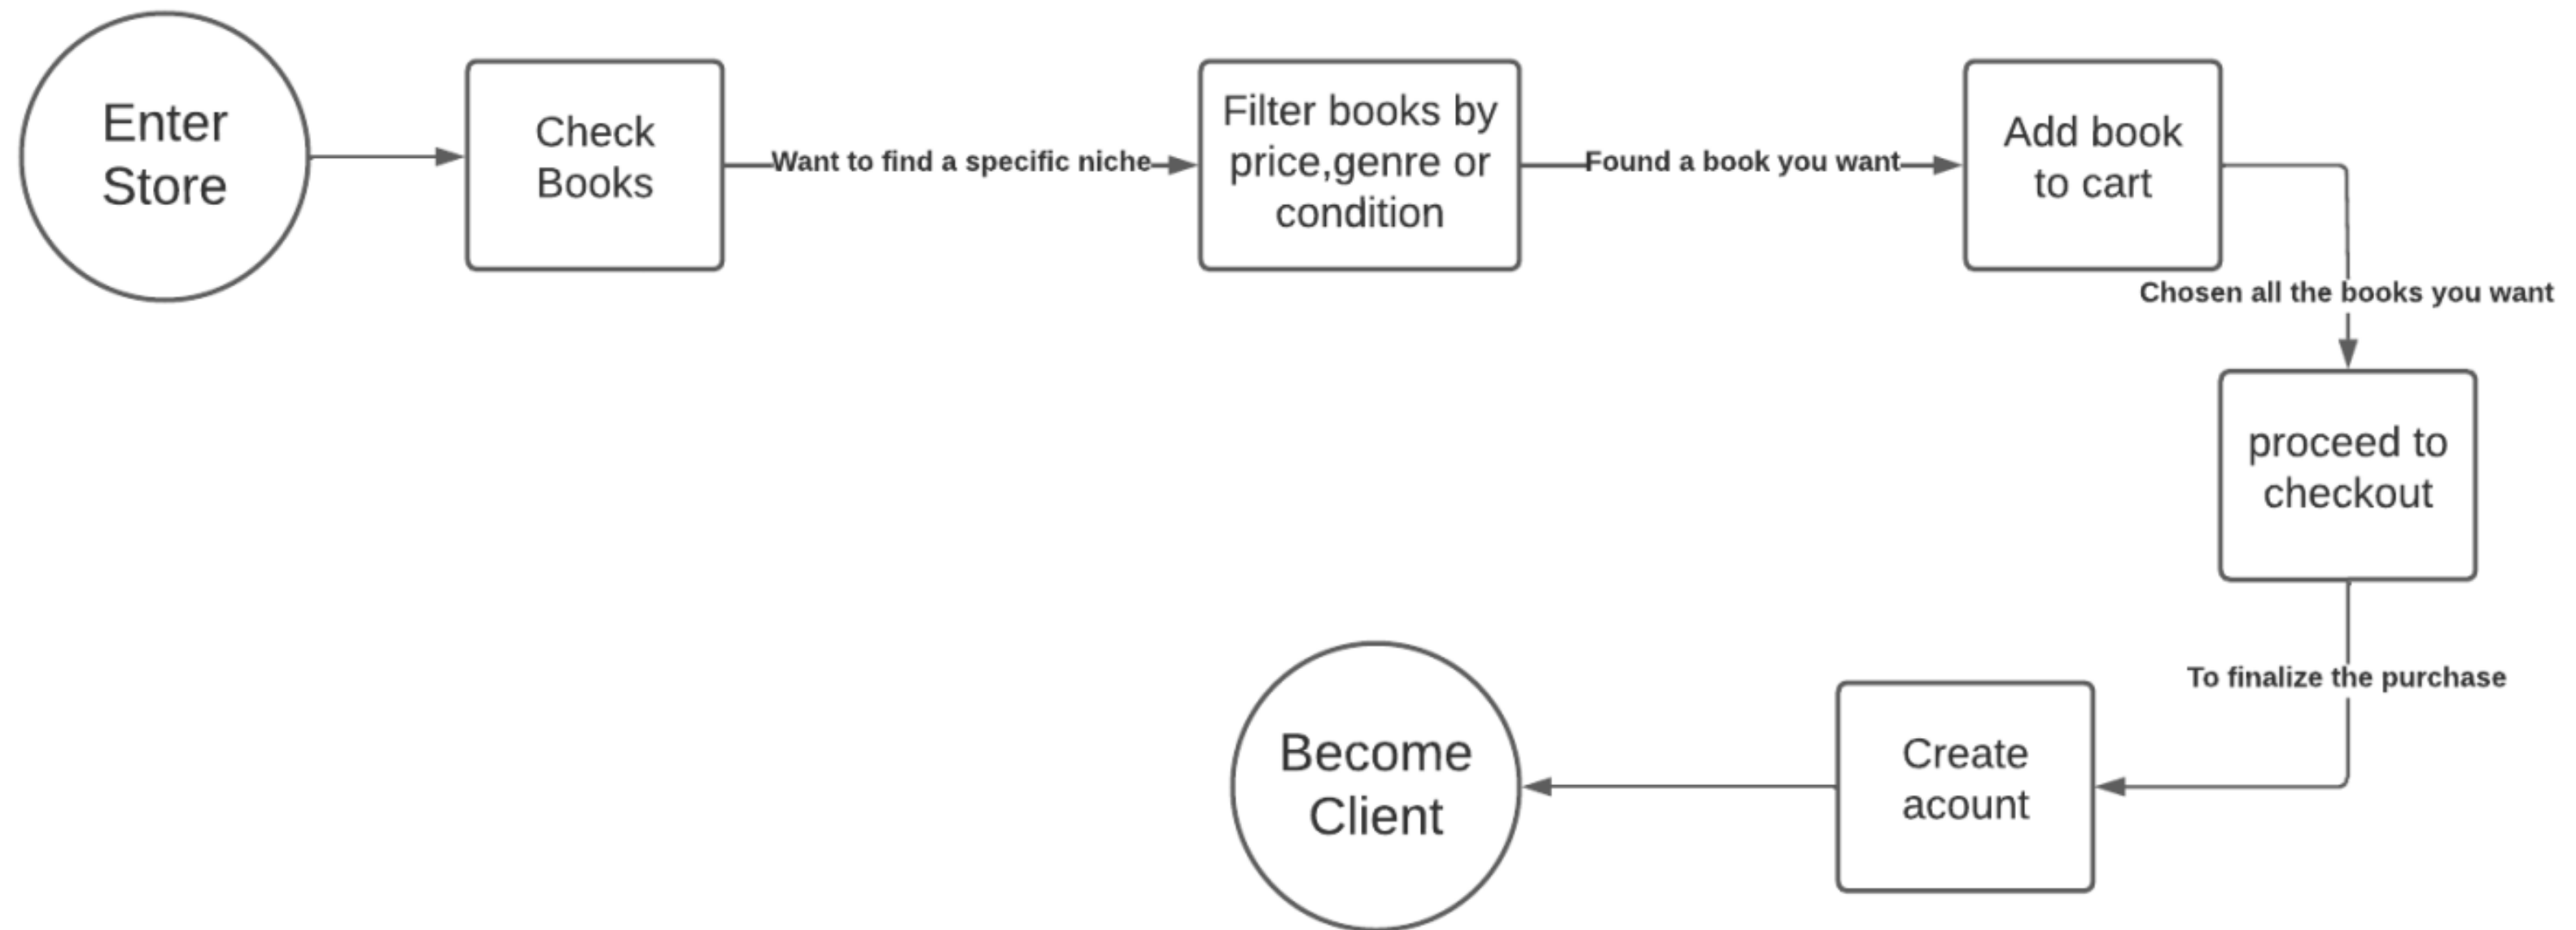 Enter
Store
Check
Books
Want to find a specific niche
Filter books by
price,genre or
condition
Found a book you want
Add book
to cart
Chosen all the books you want
proceed to
checkout
To finalize the purchase
Create
acount
Become
Client